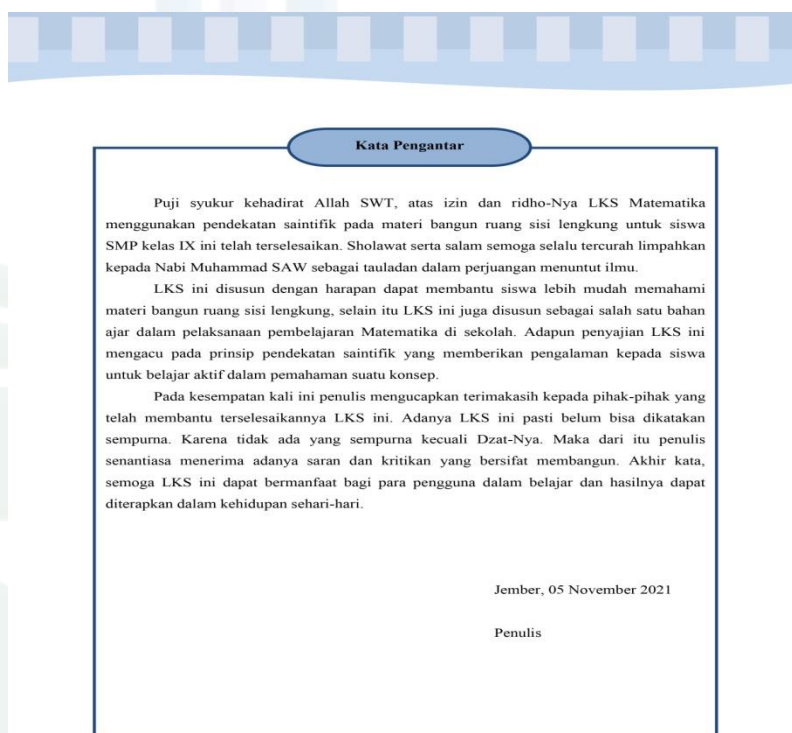 Kata Pengantar
Puji syukur kehadirat Allah SWT, atas izin dan ridho-Nya LKS Matematika
menggunakan pendekatan saintifik pada materi bangun ruang sisi lengkung untuk siswa
SMP kelas IX ini telah terselesaikan. Sholawat serta salam semoga selalu tercurah limpahkan
kepada Nabi Muhammad SAW sebagai tauladan dalam perjuangan menuntut ilmu.
LKS ini disusun dengan harapan dapat membantu siswa lebih mudah memahami
materi bangun ruang sisi lengkung, selain itu LKS ini juga disusun sebagai salah satu bahan
ajar dalam pelaksanaan pembelajaran Matematika di sekolah. Adapun penyajian LKS ini
mengacu pada prinsip pendekatan saintifik yang memberikan pengalaman kepada siswa
untuk belajar aktif dalam pemahaman suatu konsep.
Pada kesempatan kali ini penulis mengucapkan terimakasih kepada pihak-pihak yang
telah membantu terselesaikannya LKS ini. Adanya LKS ini pasti belum bisa dikatakan
sempurna. Karena tidak ada yang sempurna kecuali Dzat-Nya. Maka dari itu penulis
senantiasa menerima adanya saran dan kritikan yang bersifat membangun. Akhir kata,
semoga LKS ini dapat bermanfaat bagi para pengguna dalam belajar dan hasilnya dapat
diterapkan dalam kehidupan sehari-hari.
Jember, 05 November 2021
Penulis